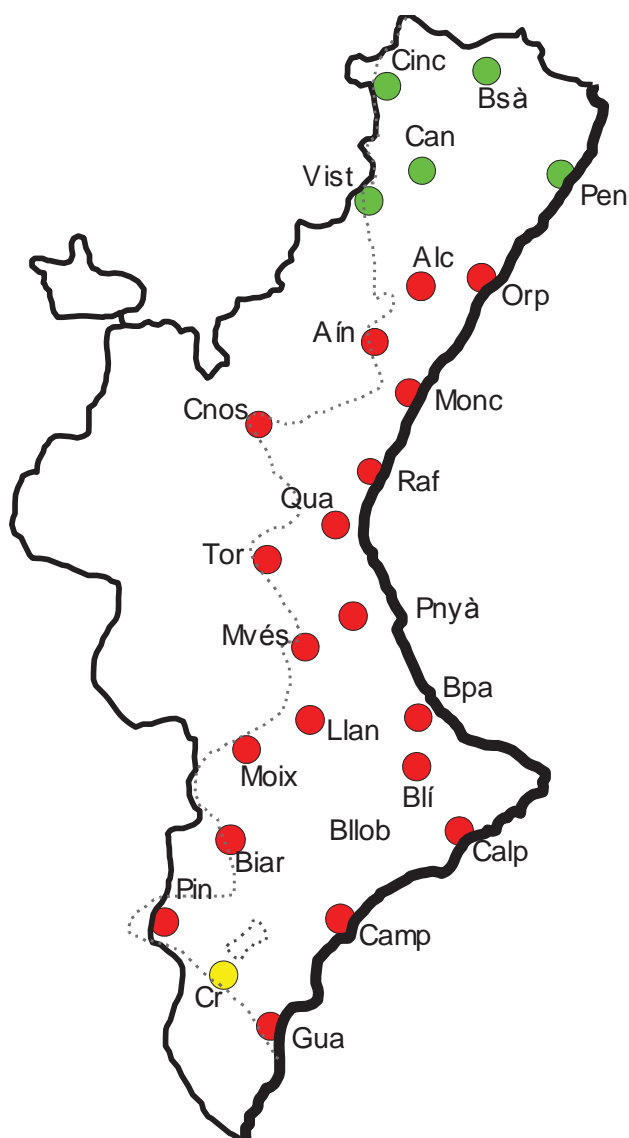 Cinc
Bsà
Can
Vist
Pen
Alc
Orp
Aín
Monc
Cnos
Raf
Qua
Tor
Pnyà
Mvés
Bpa
Llan
Moix
Blí
Bllob
Calp
Biar
Pin
Camp
Cr
Gua